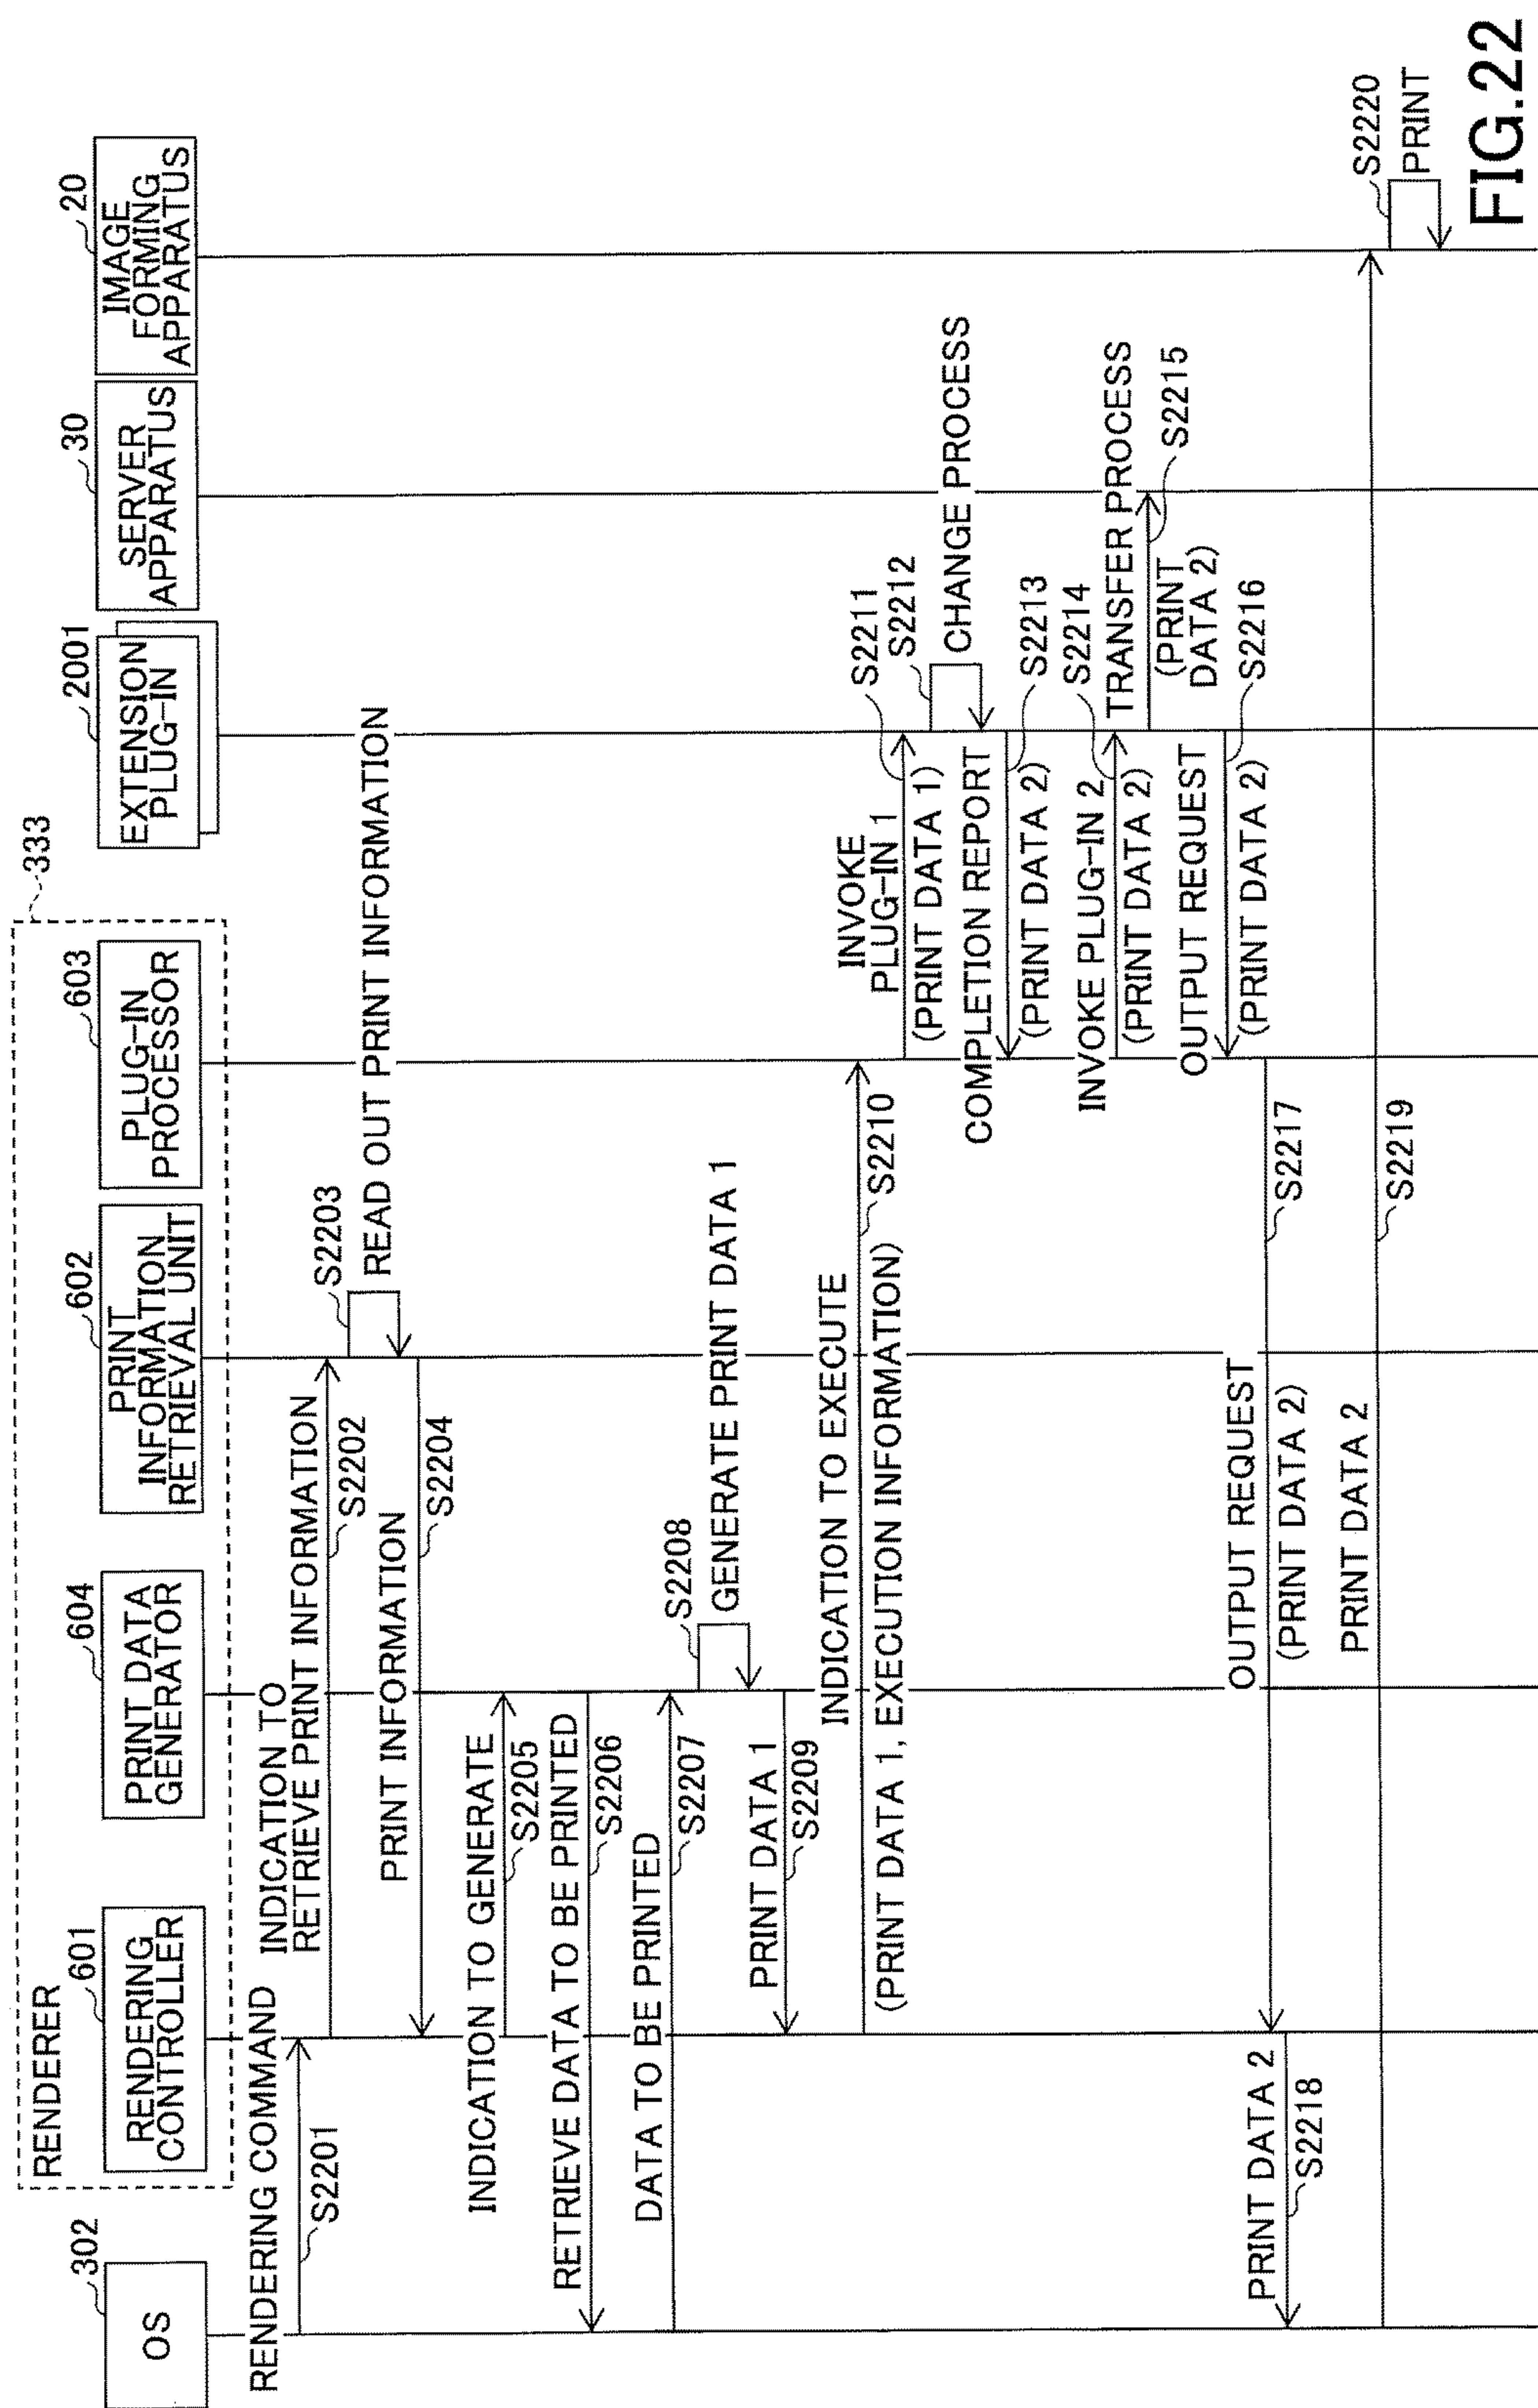 RENDERER
333
302
OS
601
RENDERING
CONTROLLER
604
PRINT DATA
GENERATOR
602
PRINT
INFORMATION
RETRIEVAL UNIT
603
PLUG-IN
PROCESSOR
2001
EXTENSION
PLUG-IN
30
SERVER
APPARATUS
20
IMAGE
FORMING
APPARATUS
RENDERING COMMAND
S2201
INDICATION TO
RETRIEVE PRINT INFORMATION
S2202
S2203
READ OUT PRINT INFORMATION
PRINT INFORMATION
S2204
INDICATION TO GENERATE
S2205
RETRIEVE DATA TO BE PRINTED
S2206
DATA TO BE PRINTED
S2207
S2208
GENERATE PRINT DATA 1
PRINT DATA 1
S2209
INDICATION TO EXECUTE
S2210
(PRINT DATA 1, EXECUTION INFORMATION)
INVOKE
PLUG-IN 1
S2211
(PRINT DATA 1)
S2212
CHANGE PROCESS
COMPLETION REPORT
S2213
(PRINT DATA 2)
INVOKE PLUG-IN 2
S2214
(PRINT DATA 2)
TRANSFER PROCESS
S2215
(PRINT
DATA 2)
OUTPUT REQUEST
S2216
(PRINT DATA 2)
OUTPUT REQUEST
S2217
(PRINT DATA 2)
PRINT DATA 2
S2218
PRINT DATA 2
S2219
S2220
PRINT
FIG.22